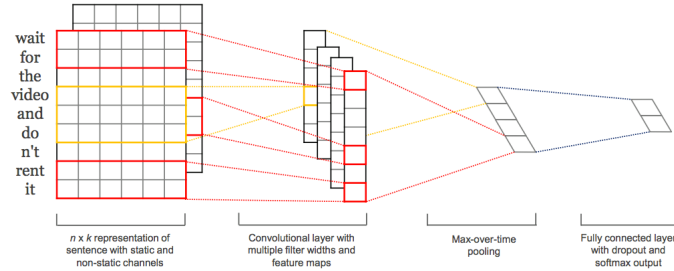 wait
for
the
video
and
do
n't
rent
it
n x k representation of
sentence with static and
non-static channels
Convolutional layer with
multiple filter widths and
feature maps
Max-over-time
pooling
Fully connected layer
with dropout and
softmax output